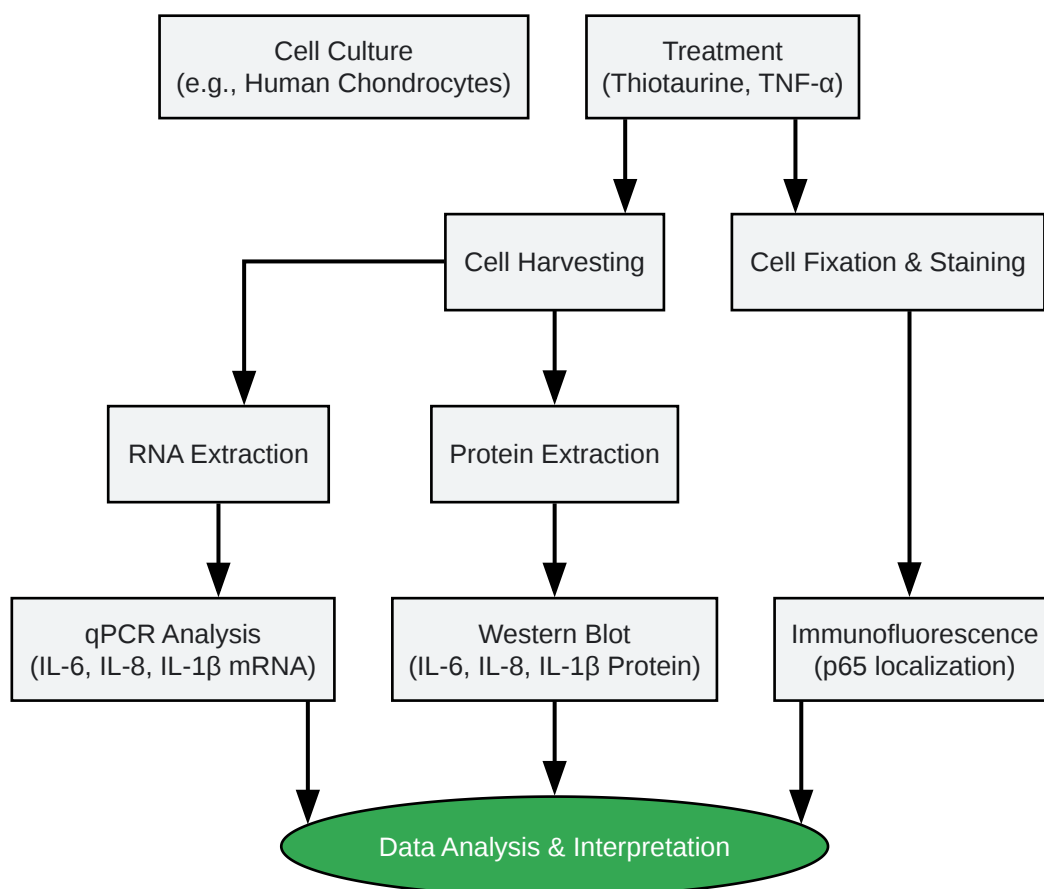 Cell Culture
(e.g., Human Chondrocytes)
Treatment
(Thiotaurine, TNF-α)
Cell Harvesting
Cell Fixation & Staining
RNA Extraction
Protein Extraction
qPCR Analysis
(IL-6, IL-8, IL-1β mRNA)
Western Blot
(IL-6, IL-8, IL-1β Protein)
Immunofluorescence
(p65 localization)
Data Analysis & Interpretation